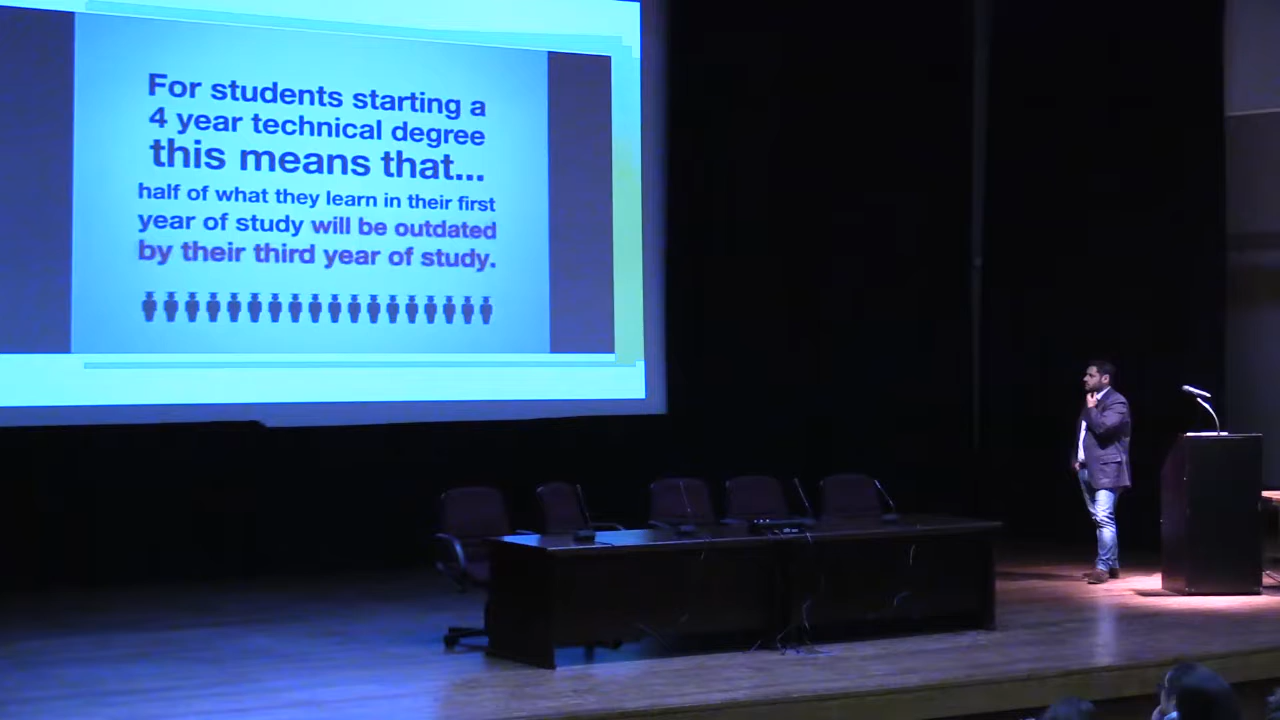 For students starting a
4 year technical degree
this means that...
half of what they learn in their first
year of study will be outdated
by their third year of study.